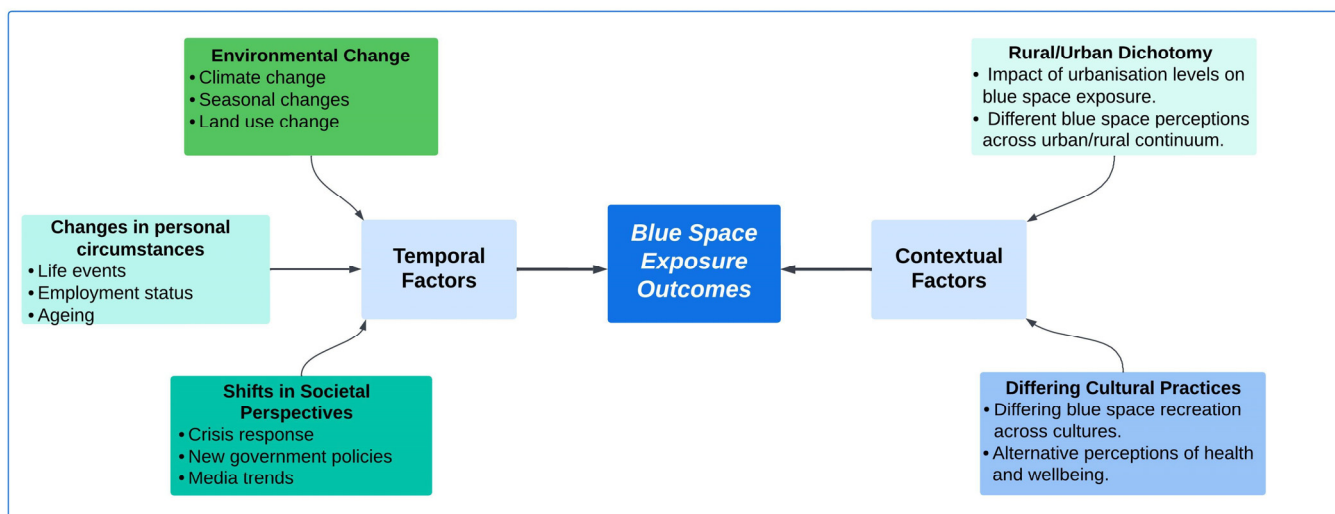 Environmental Change
• Climate change
• Seasonal changes
• Land use change
Rural/Urban Dichotomy
• Impact of urbanisation levels on
blue space exposure.
• Different blue space perceptions
across urban/rural continuum.
Changes in personal
circumstances
• Life events
• Employment status
• Ageing
Temporal
Factors
Blue Space
Exposure
Outcomes
Contextual
Factors
Shifts in Societal
Perspectives
• Crisis response
• New government policies
• Media trends
Differing Cultural Practices
• Differing blue space recreation
across cultures.
• Alternative perceptions of health
and wellbeing.